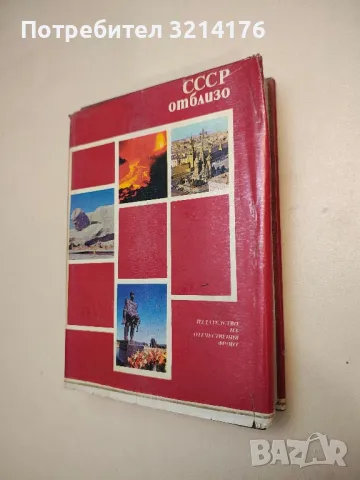 Потребител 3214176
СССР
отблизо
ИЗДАТЕЛСТВО
НА
ОТЕЧЕСТВЕНИЯ
ФРОНТ
BAZAR